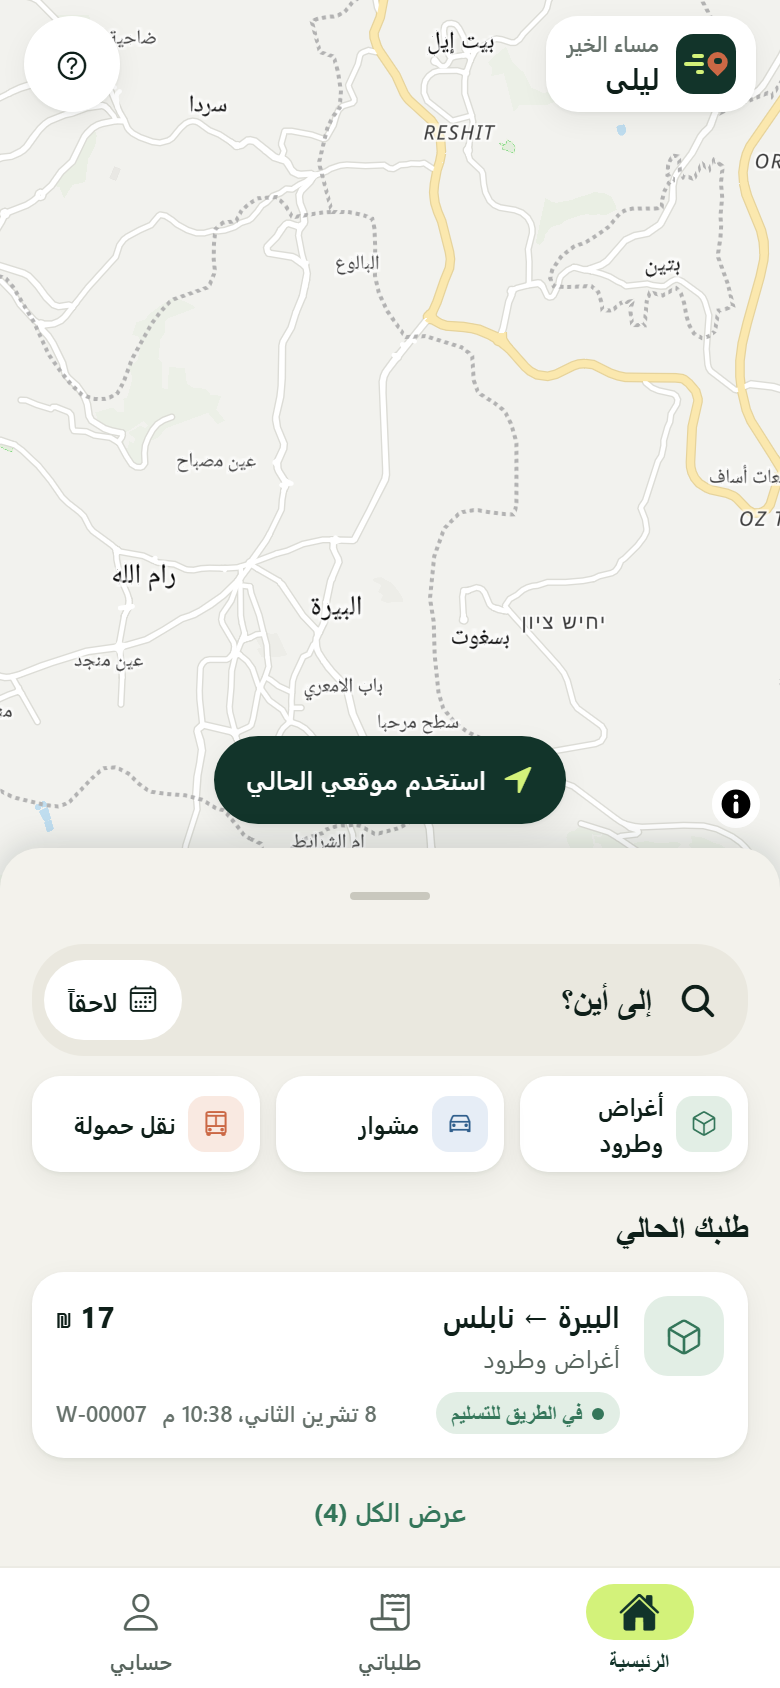 مساء الخير
ليلى
ضاحية
بيت إيل
سردا
RESHIT
البالوع
بتين
عين مصباح
OZ
رام الله
البيرة
יחיש ציון
بسغوت
عين منجد
باب الامعري
سطح مرحبا
استخدم موقعي الحالي
ام الشرايط
إلى أين؟
لاحقاً
أغراض وطرود
مشوار
نقل حمولة
طلبك الحالي
البيرة ← نابلس
17 ₪
أغراض وطرود
في الطريق للتسليم
8 تشرين الثاني، 10:38 م
W-00007
عرض الكل (4)
الرئيسية
طلباتي
حسابي